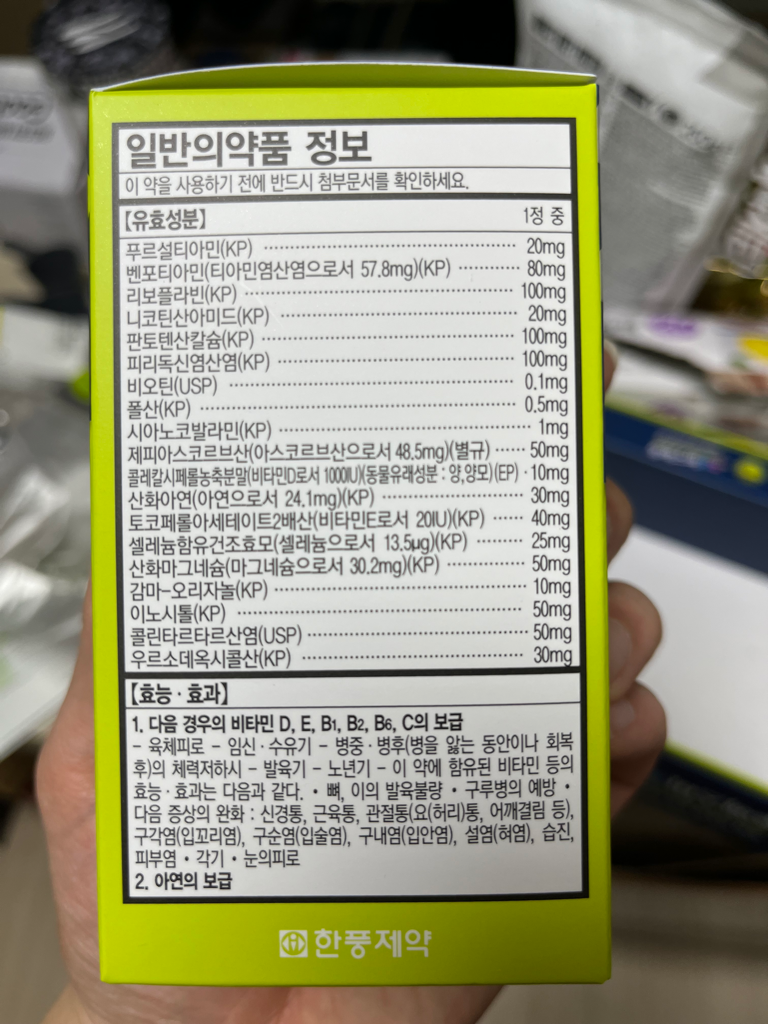 일반의약품 정보
이 약을 사용하기 전에 반드시 첨부문서를 확인하세요.
【유효성분】 1정 중
푸르설티아민(KP) ················ 20mg
벤포티아민(티아민염산염으로서 57.8mg)(KP) ·········· 80mg
리보플라빈(KP) ················ 100mg
니코틴산아미드(KP) ················ 20mg
판토텐산칼슘(KP) ················ 100mg
피리독신염산염(KP) ················ 100mg
비오틴(USP) ················ 0.1mg
폴산(KP) ················ 0.5mg
시아노코발라민(KP) ················ 1mg
제피아스코르브산(아스코르브산으로서 48.5mg)(별규) ······ 50mg
콜레칼시페롤농축분말(비타민D로서 1000IU)(동물유래성분 : 양,양모)(EP) · 10mg
산화아연(아연으로서 24.1mg)(KP) ················ 30mg
토코페롤아세테이트2배산(비타민E로서 20IU)(KP) ······ 40mg
셀레늄함유건조효모(셀레늄으로서 13.5μg)(KP) ········ 25mg
산화마그네슘(마그네슘으로서 30.2mg)(KP) ············ 50mg
감마-오리자놀(KP) ················ 10mg
이노시톨(KP) ················ 50mg
콜린타르타르산염(USP) ················ 50mg
우르소데옥시콜산(KP) ················ 30mg
【효능 · 효과】
1. 다음 경우의 비타민 D, E, B1, B2, B6, C의 보급
- 육체피로 - 임신 · 수유기 - 병중 · 병후(병을 앓는 동안이나 회복
후)의 체력저하시 - 발육기 - 노년기 - 이 약에 함유된 비타민 등의
효능 · 효과는 다음과 같다. • 뼈, 이의 발육불량 • 구루병의 예방 •
다음 증상의 완화 : 신경통, 근육통, 관절통(요(허리)통, 어깨결림 등),
구각염(입꼬리염), 구순염(입술염), 구내염(입안염), 설염(혀염), 습진,
피부염 • 각기 • 눈의피로
2. 아연의 보급
한풍제약